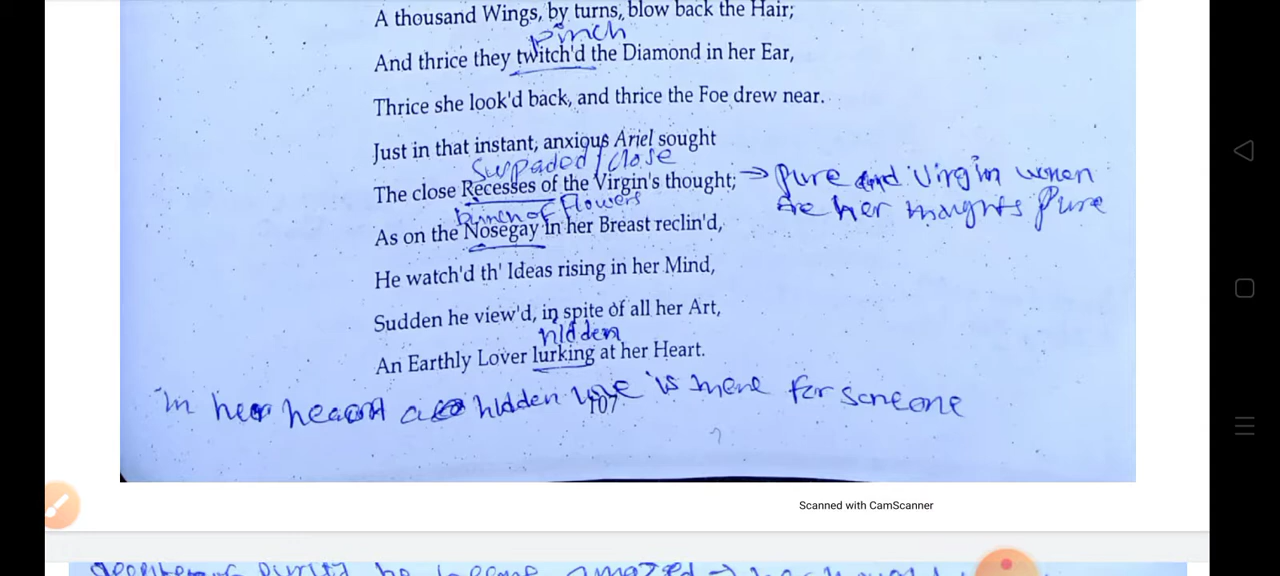 A thousand Wings, by turns, blow back the Hair;
pinch
And thrice they twitch'd the Diamond in her Ear,
Thrice she look'd back, and thrice the Foe drew near.
Just in that instant, anxious Ariel sought
Suspaded / close
The close Recesses of the Virgin's thought; → pure and virgin women
are her thoughts pure
bunch of flowers
As on the Nosegay in her Breast reclin'd,
He watch'd th' Ideas rising in her Mind,
Sudden he view'd, in spite of all her Art,
hidden
An Earthly Lover lurking at her Heart.
in her heart a hidden love is there for someone
107
Scanned with CamScanner